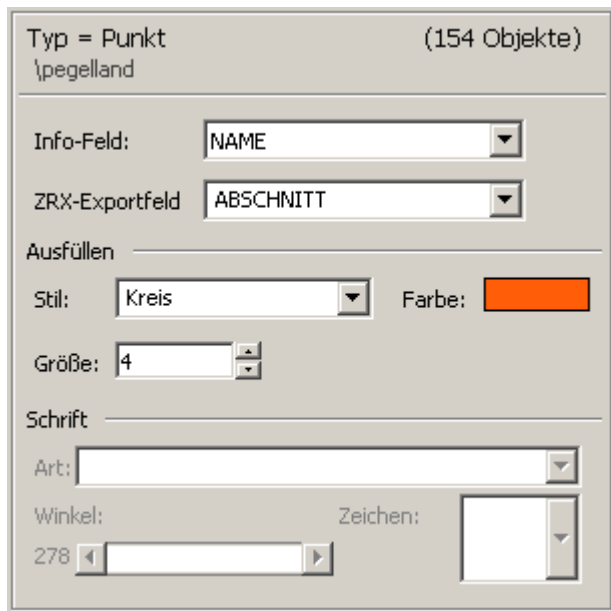 Typ = Punkt (154 Objekte)
\pegelland
Info-Feld: NAME
ZRX-Exportfeld ABSCHNITT
Ausfüllen
Stil: Kreis Farbe:
Größe: 4
Schrift
Art:
Winkel: Zeichen:
278